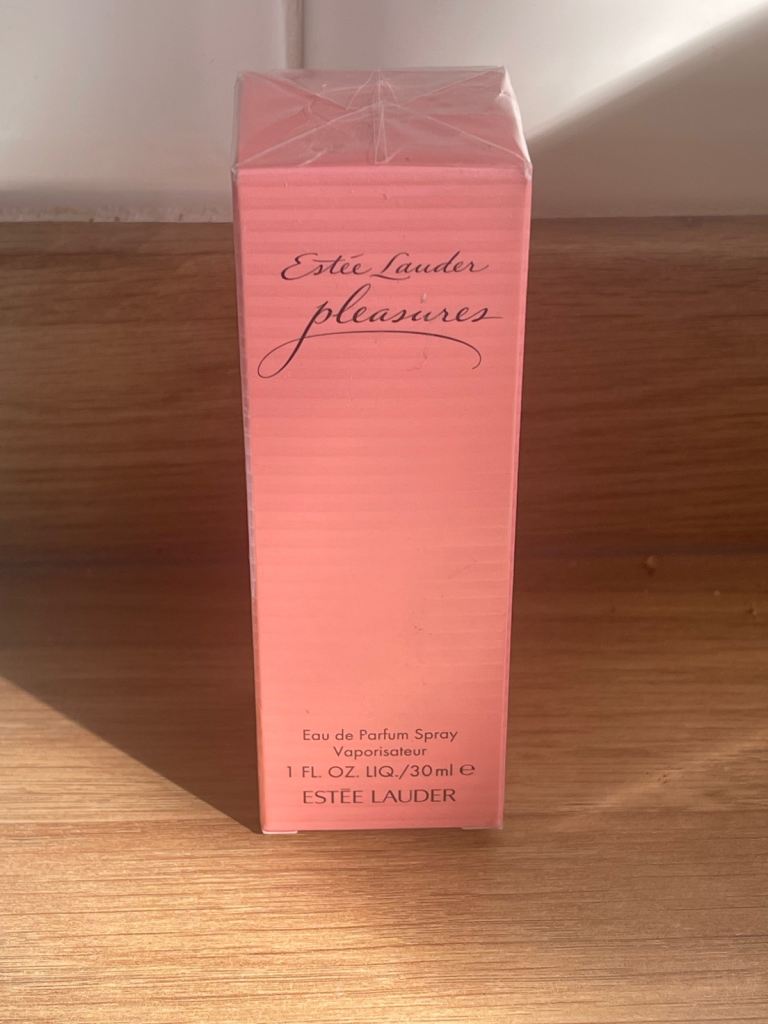 Estée Lauder
pleasures
Eau de Parfum Spray
Vaporisateur
1 FL. OZ. LIQ./30 ml ℮
ESTĒE LAUDER